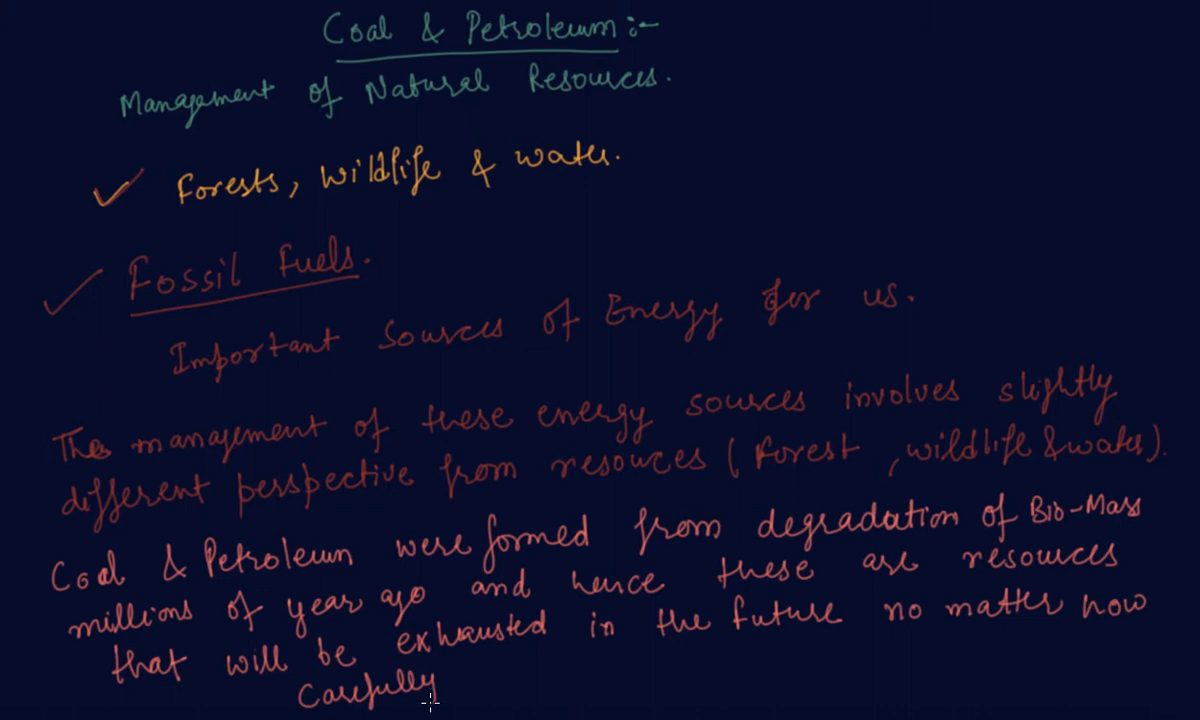 Coal & Petroleum :-
Management of Natural Resources.
Forests, Wildlife & water.
Fossil Fuels.
Important Sources of Energy for us.
The management of these energy sources involves slightly
different perspective from resouces (Forest, wildlife & water).
Coal & Petroleum were formed from degradation of Bio-Mass
millions of year ago and hence these are resources
that will be exhausted in the future no matter how
Carefully